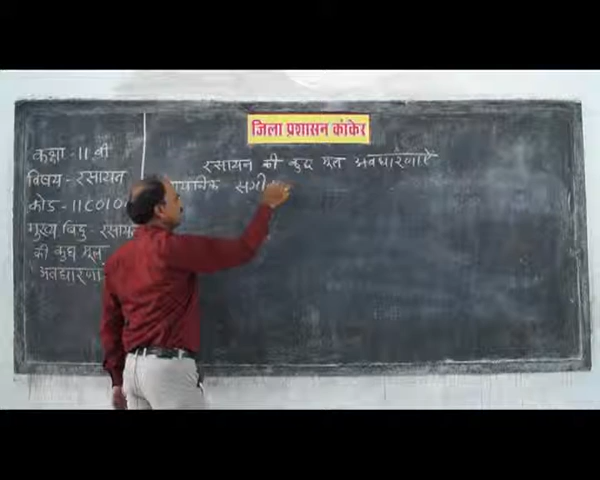 जिला प्रशासन कांकेर
रसायन की कुछ मूल अवधारणाएँ
कक्षा - 11 वी
विषय - रसायन
कोड - 11C010
मुख्य बिंदु - रसायन
की कुछ मूल
अवधारणा